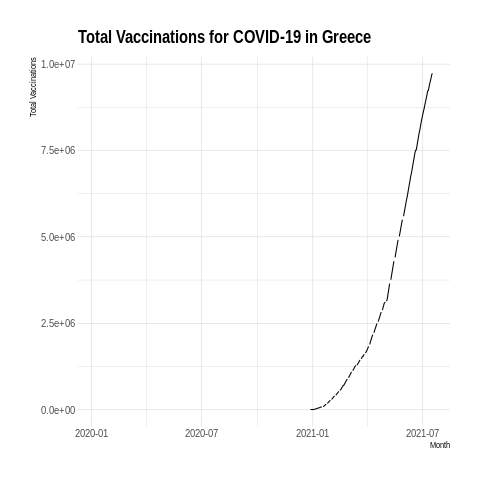 Total Vaccinations for COVID-19 in Greece
Total Vaccinations
1.0e+07
7.5e+06
5.0e+06
2.5e+06
0.0e+00
2020-01 2020-07 2021-01 2021-07
Month